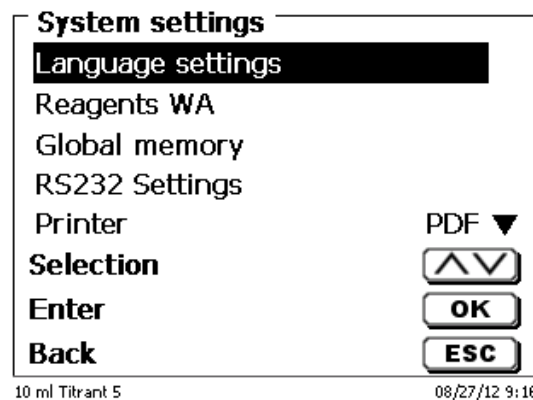 System settings
Language settings
Reagents WA
Global memory
RS232 Settings
Printer PDF ▼
Selection
Enter OK
Back ESC
10 ml Titrant 5 08/27/12 9:16